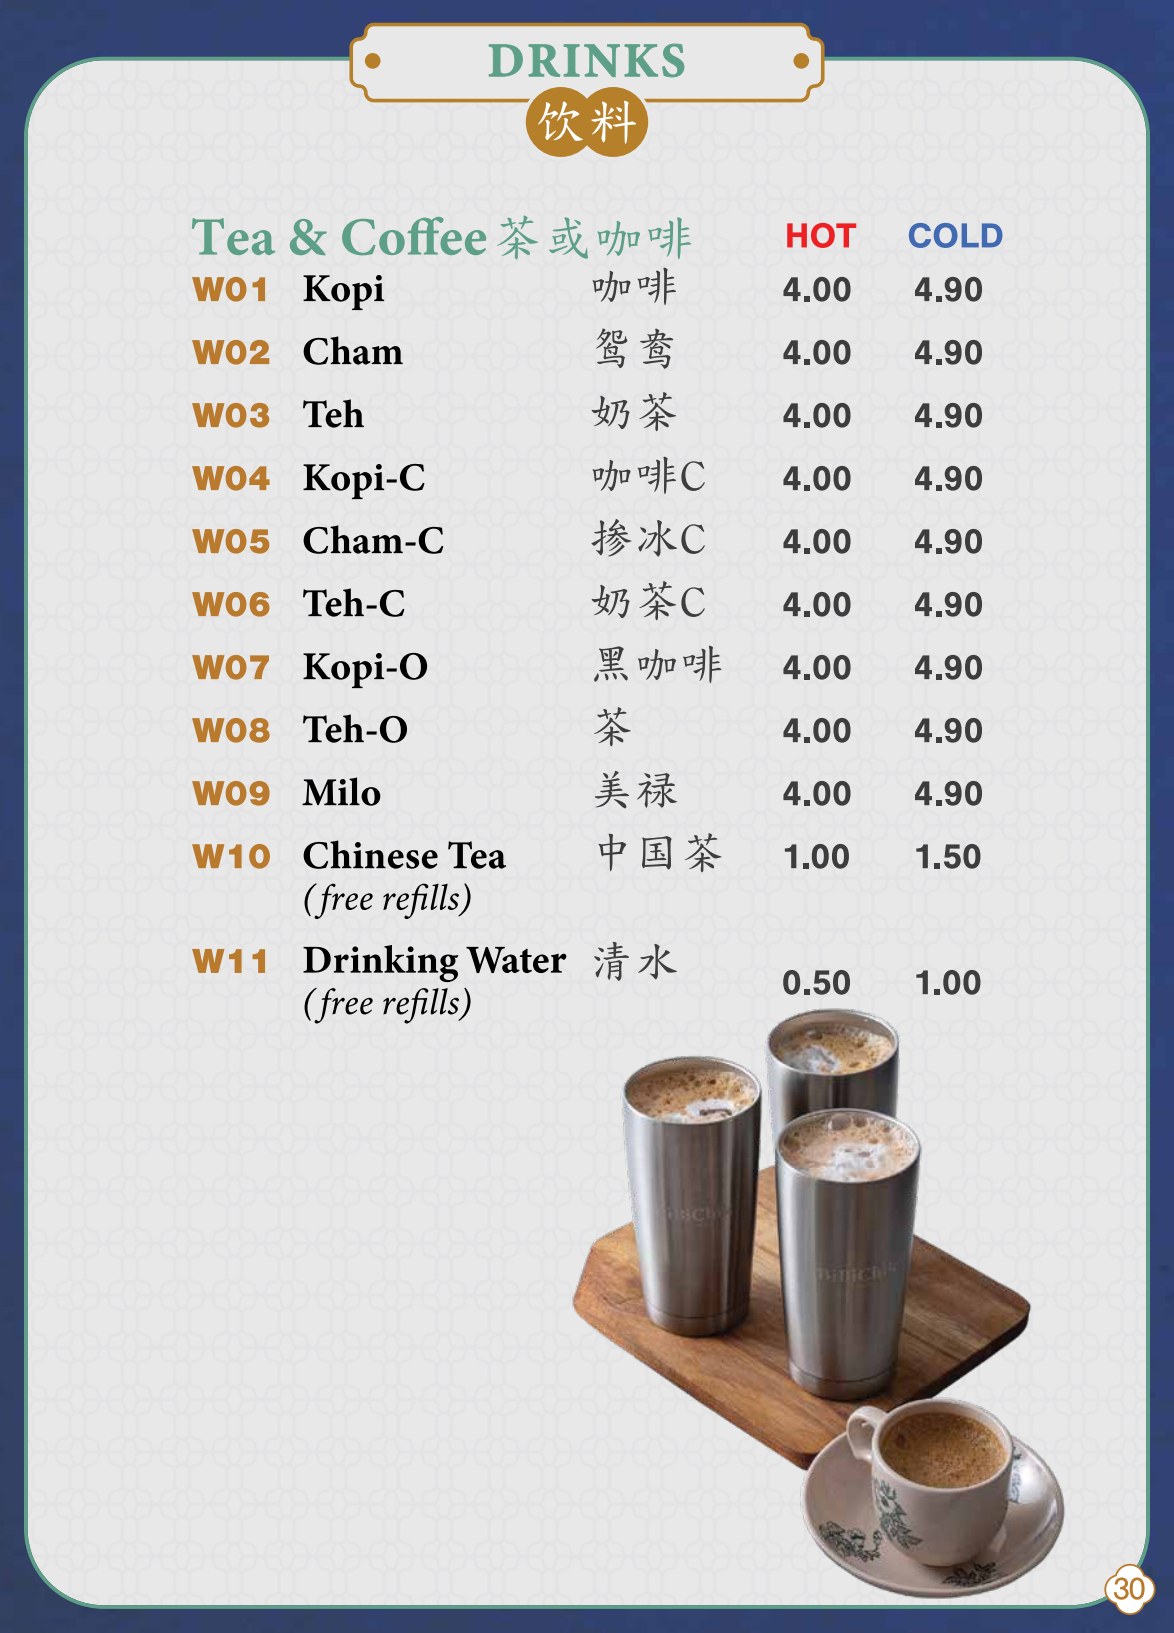 DRINKS
饮料
Tea & Coffee 茶或咖啡 HOT COLD
W01 Kopi 咖啡 4.00 4.90
W02 Cham 鸳鸯 4.00 4.90
W03 Teh 奶茶 4.00 4.90
W04 Kopi-C 咖啡C 4.00 4.90
W05 Cham-C 掺冰C 4.00 4.90
W06 Teh-C 奶茶C 4.00 4.90
W07 Kopi-O 黑咖啡 4.00 4.90
W08 Teh-O 茶 4.00 4.90
W09 Milo 美禄 4.00 4.90
W10 Chinese Tea 中国茶 1.00 1.50
(free refills)
W11 Drinking Water 清水 0.50 1.00
(free refills)
30